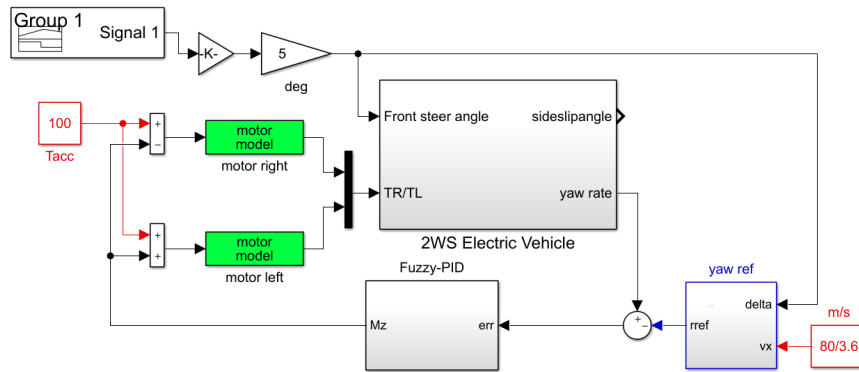 Group 1
Signal 1
-K-
5
deg
Front steer angle
sideslipangle
100
Tacc
+
−
motor
model
motor right
TR/TL
yaw rate
+
+
motor
model
motor left
2WS Electric Vehicle
Fuzzy-PID
Mz
err
+
−
yaw ref
delta
rref
vx
m/s
80/3.6